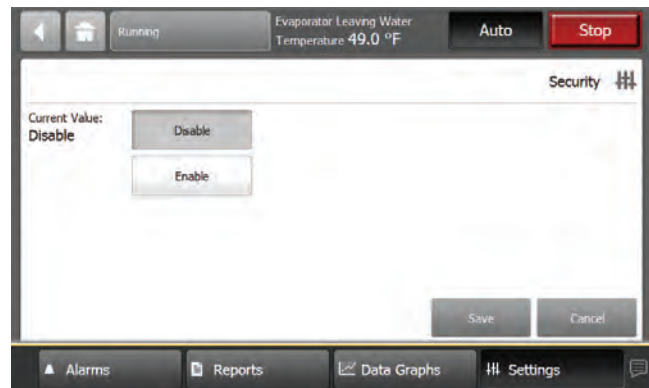 Running
Evaporator Leaving Water
Temperature 49.0 °F
Auto
Stop
Security
Current Value:
Disable
Disable
Enable
Save
Cancel
Alarms
Reports
Data Graphs
Settings